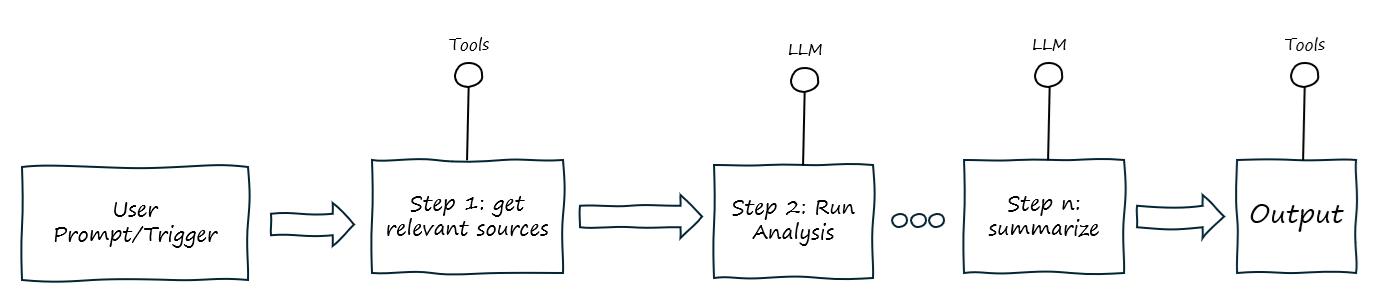 Tools
LLM
LLM
Tools
User
Prompt/Trigger
Step 1: get
relevant sources
Step 2: Run
Analysis
Step n:
summarize
Output